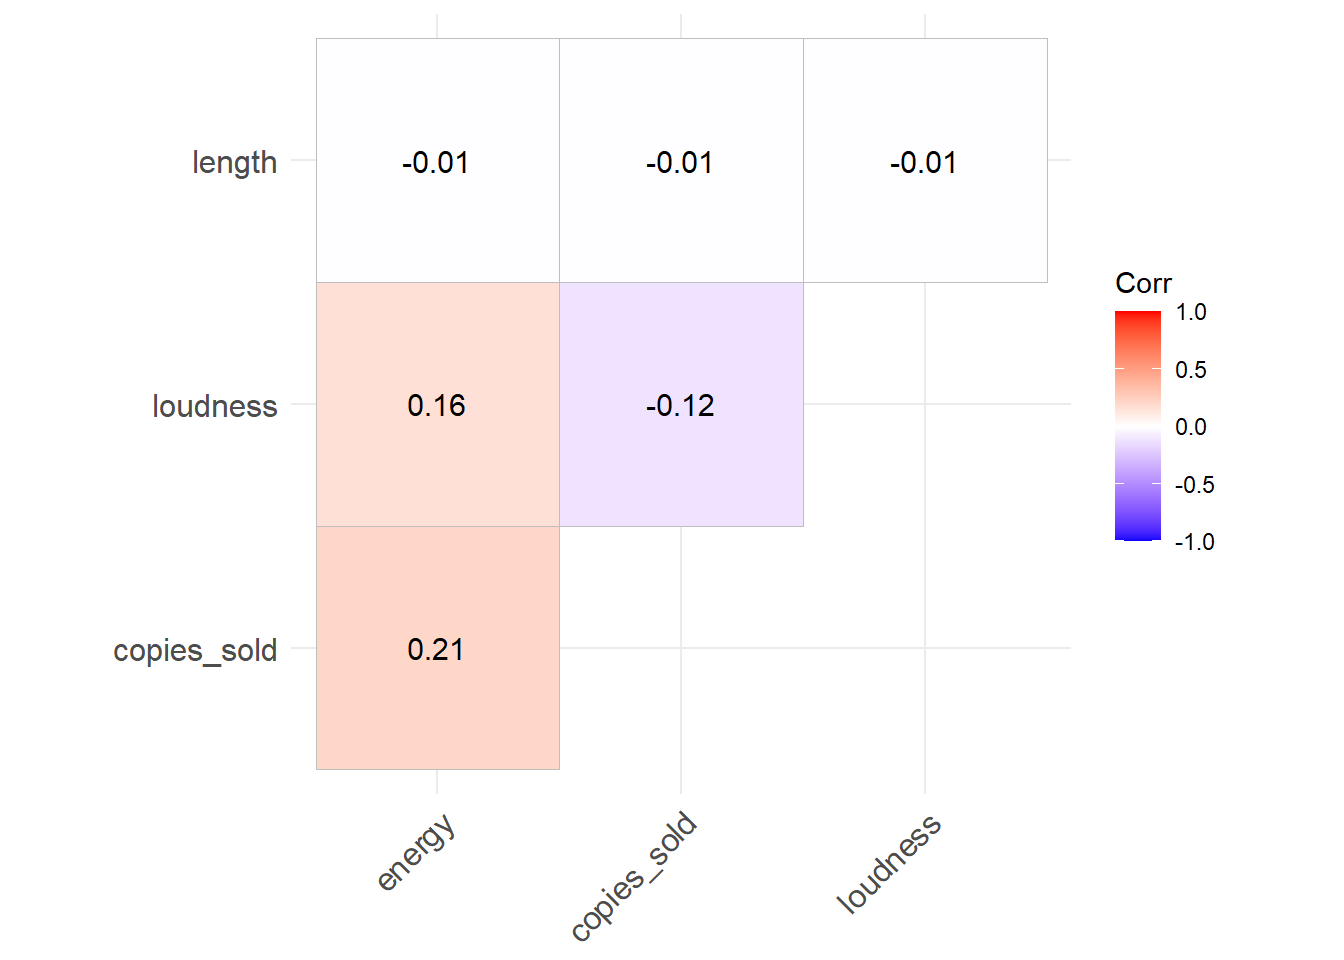 length -0.01 -0.01 -0.01
loudness 0.16 -0.12
copies_sold 0.21
energy copies_sold loudness
Corr
1.0
0.5
0.0
-0.5
-1.0